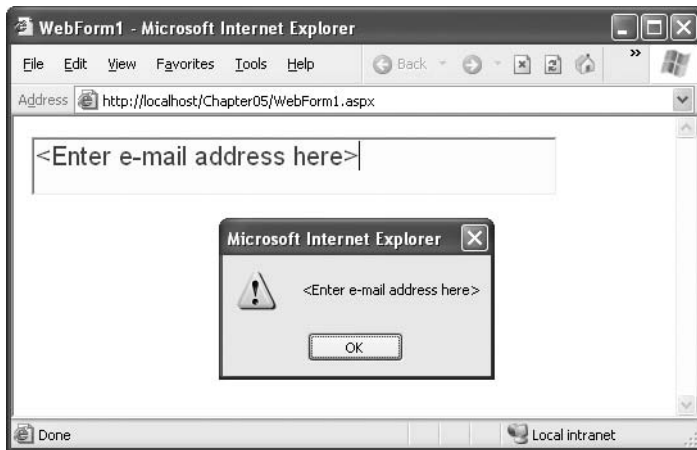 WebForm1 - Microsoft Internet Explorer
File Edit View Favorites Tools Help Back »
Address http://localhost/Chapter05/WebForm1.aspx
<Enter e-mail address here>
Microsoft Internet Explorer
<Enter e-mail address here>
OK
Done Local intranet